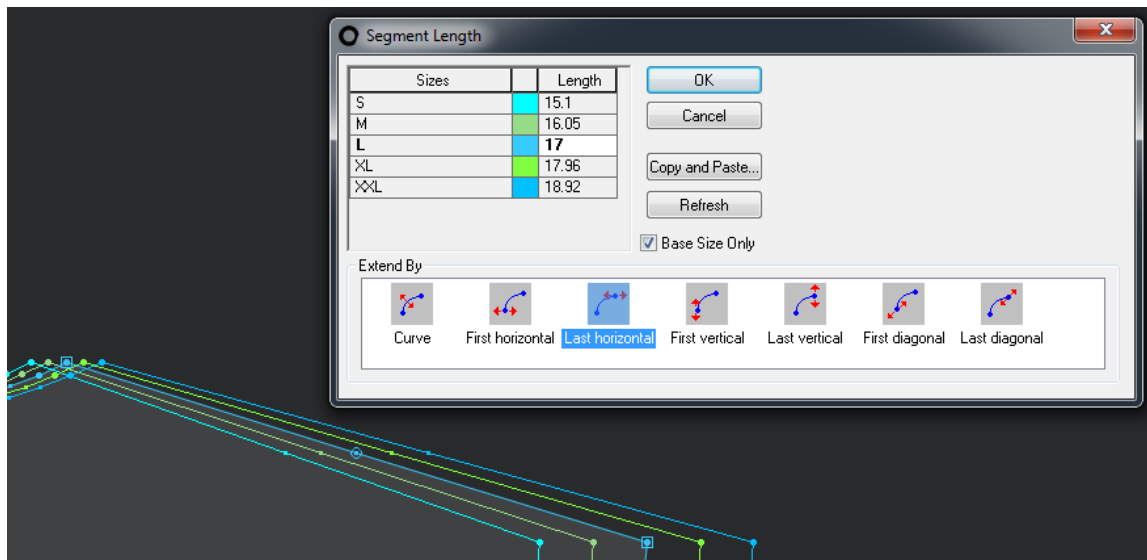 Segment Length
Sizes Length
S 15.1
M 16.05
L 17
XL 17.96
XXL 18.92
OK
Cancel
Copy and Paste...
Refresh
Base Size Only
Extend By
Curve First horizontal Last horizontal First vertical Last vertical First diagonal Last diagonal